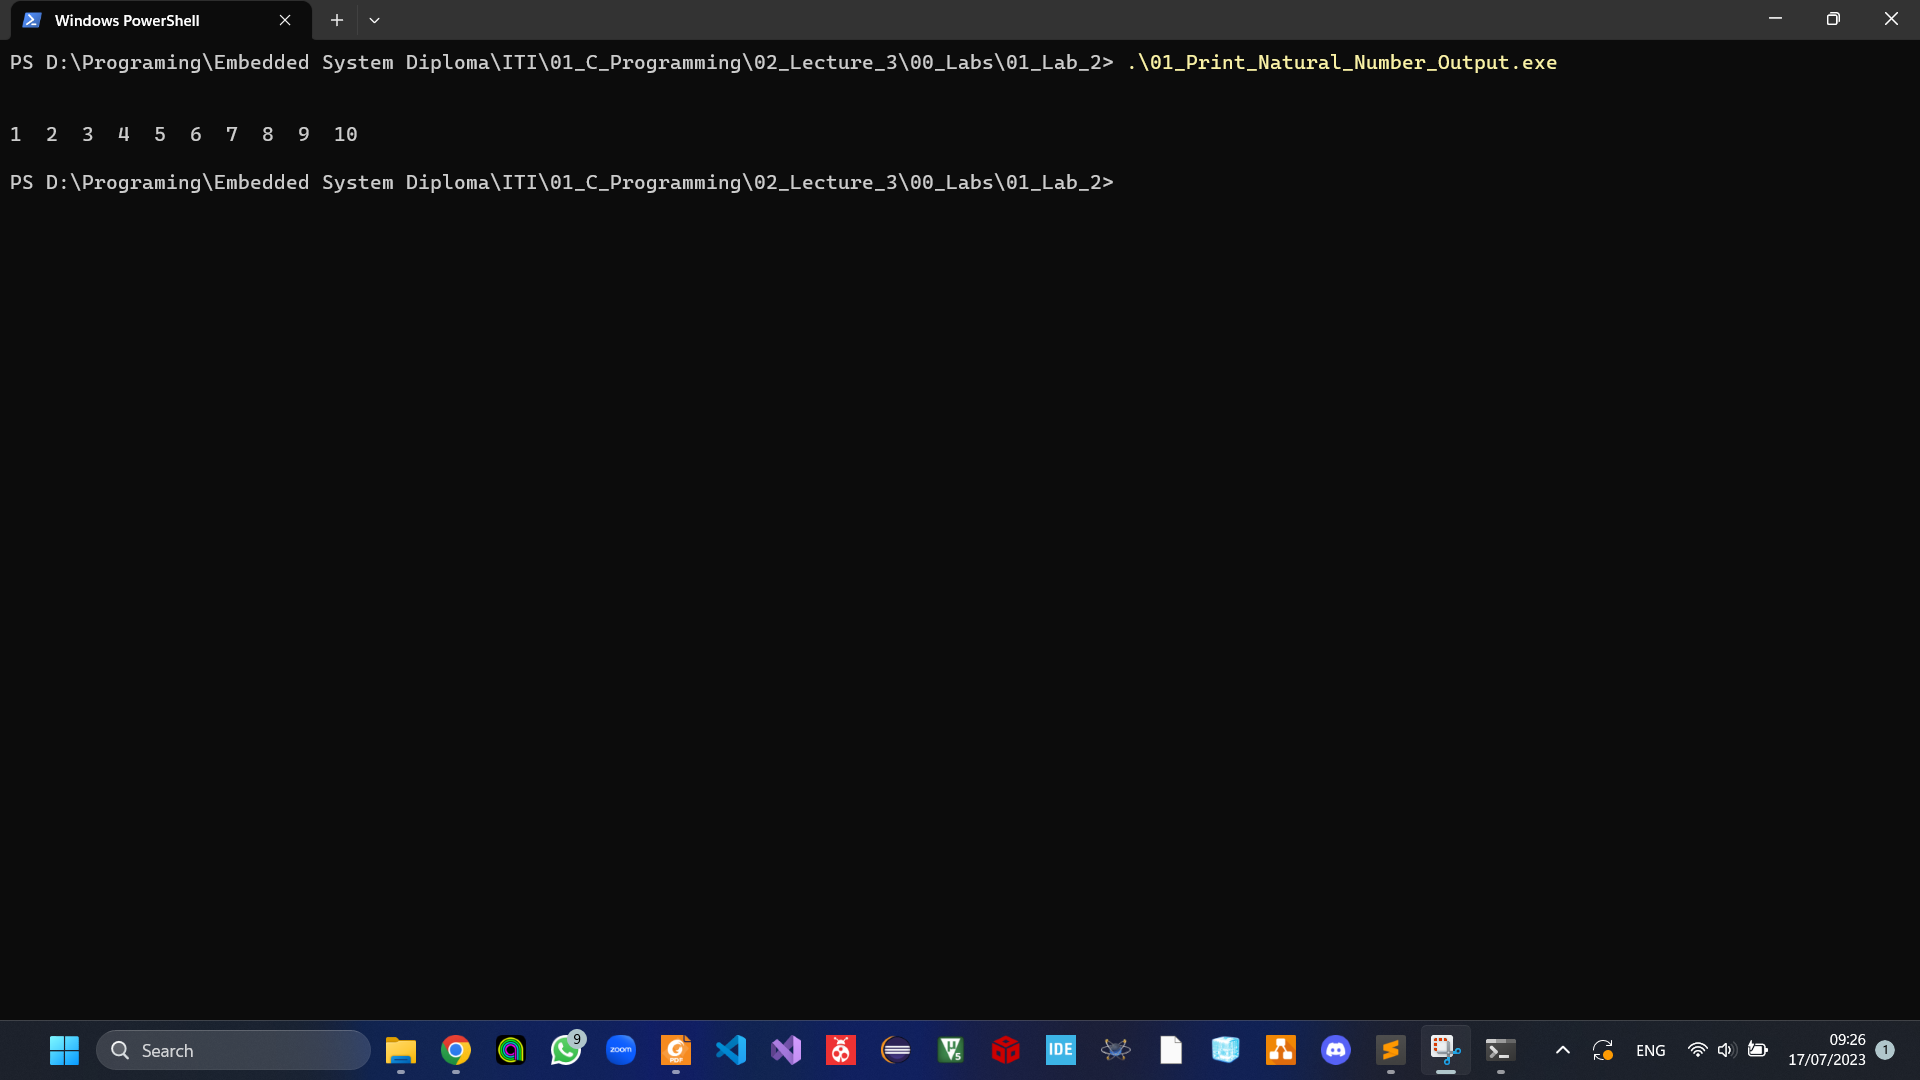 Windows PowerShell
PS D:\Programing\Embedded System Diploma\ITI\01_C_Programming\02_Lecture_3\00_Labs\01_Lab_2> .\01_Print_Natural_Number_Output.exe
1  2  3  4  5  6  7  8  9  10
PS D:\Programing\Embedded System Diploma\ITI\01_C_Programming\02_Lecture_3\00_Labs\01_Lab_2>
Search
9
zoom
PDF
V5
IDE
ENG
09:26
17/07/2023
1